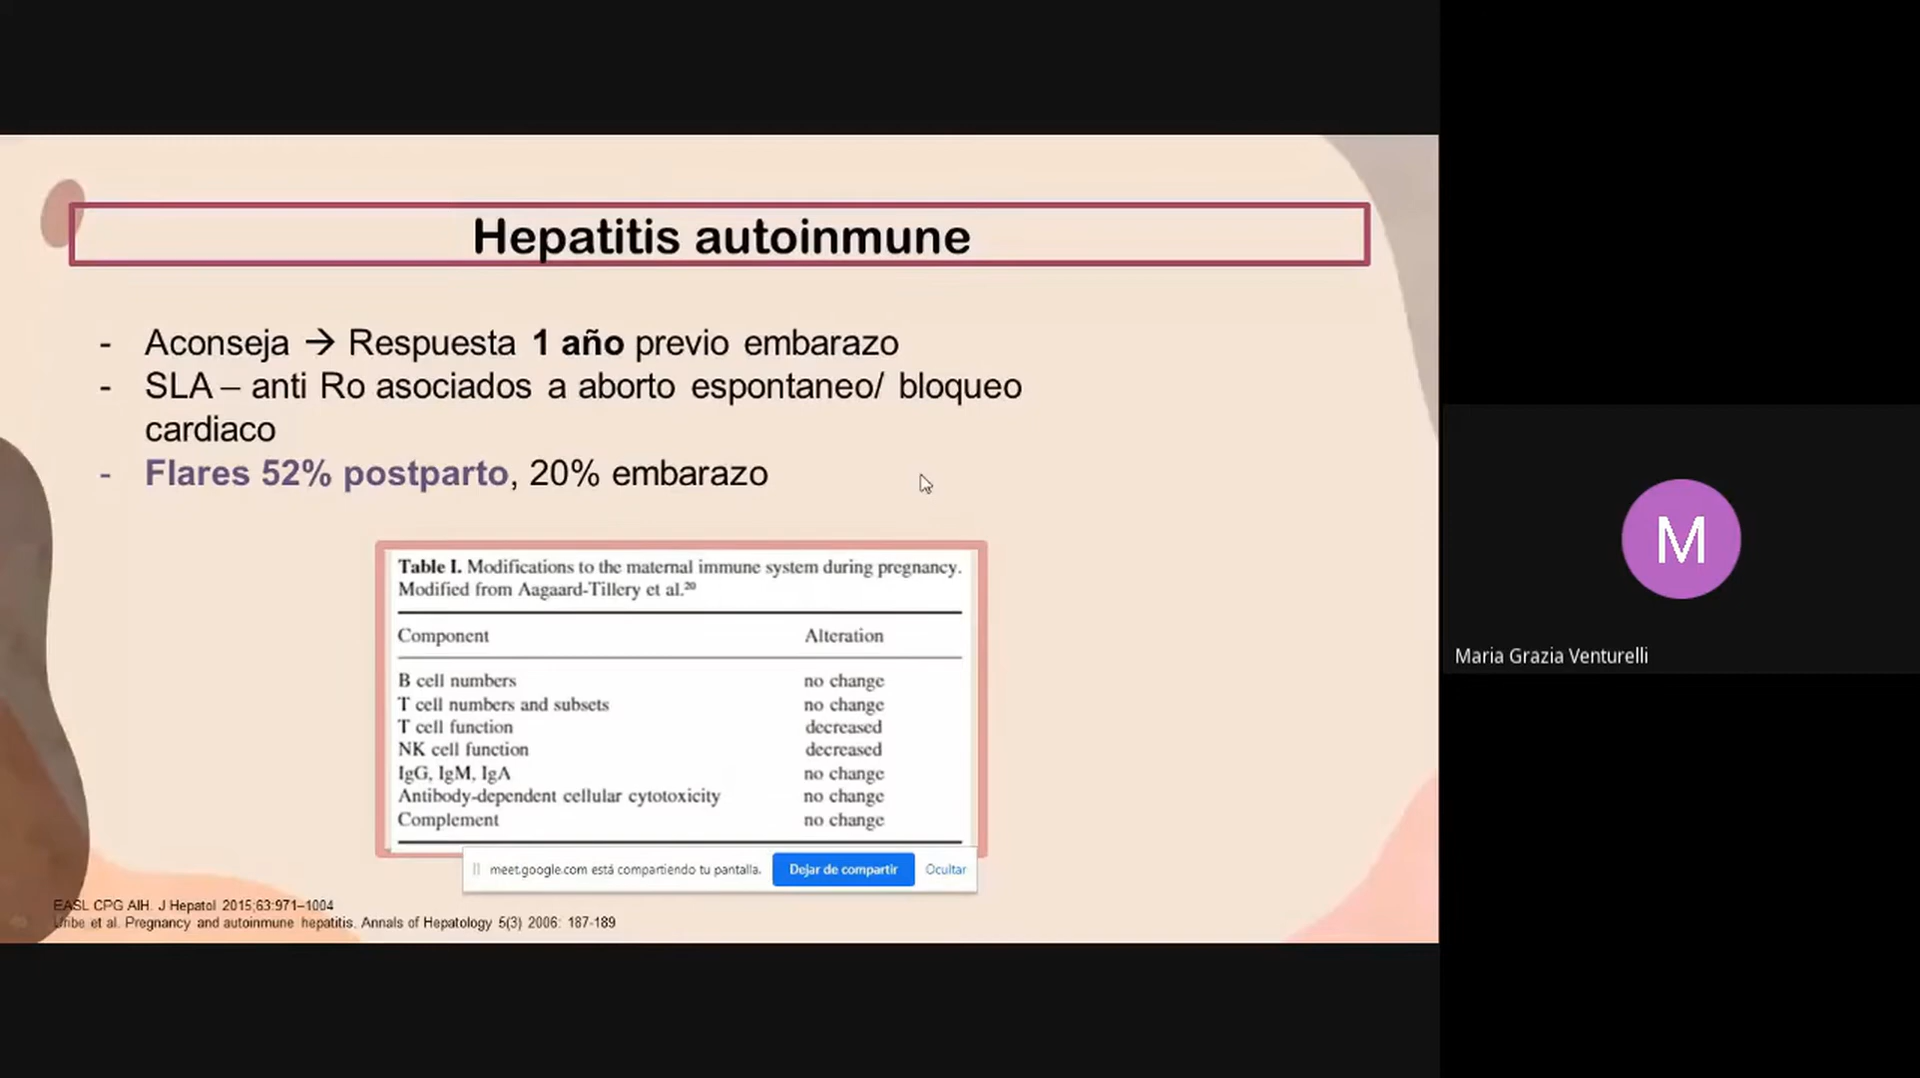 Hepatitis autoinmune
- Aconseja → Respuesta 1 año previo embarazo
- SLA – anti Ro asociados a aborto espontaneo/ bloqueo
cardiaco
- Flares 52% postparto, 20% embarazo
Table I. Modifications to the maternal immune system during pregnancy.
Modified from Aagaard-Tillery et al.²⁰
Component Alteration
B cell numbers no change
T cell numbers and subsets no change
T cell function decreased
NK cell function decreased
IgG, IgM, IgA no change
Antibody-dependent cellular cytotoxicity no change
Complement no change
meet.google.com está compartiendo tu pantalla. Dejar de compartir Ocultar
EASL CPG AIH. J Hepatol 2015;63:971–1004
Uribe et al. Pregnancy and autoinmune hepatitis. Annals of Hepatology 5(3) 2006: 187-189
M
Maria Grazia Venturelli